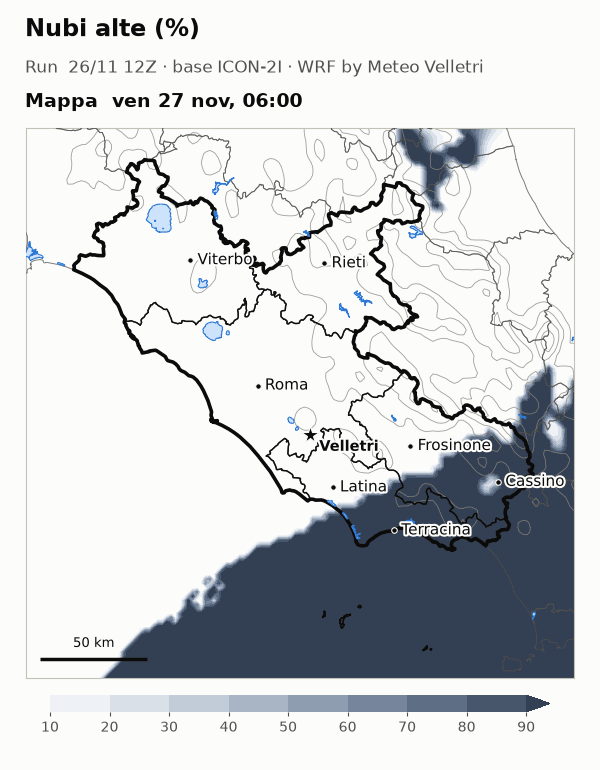 Nubi alte (%)
Run  26/11 12Z · base ICON-2I · WRF by Meteo Velletri
Mappa  ven 27 nov, 06:00
Viterbo
Rieti
Roma
Velletri
Frosinone
Latina
Cassino
Terracina
50 km
10 20 30 40 50 60 70 80 90